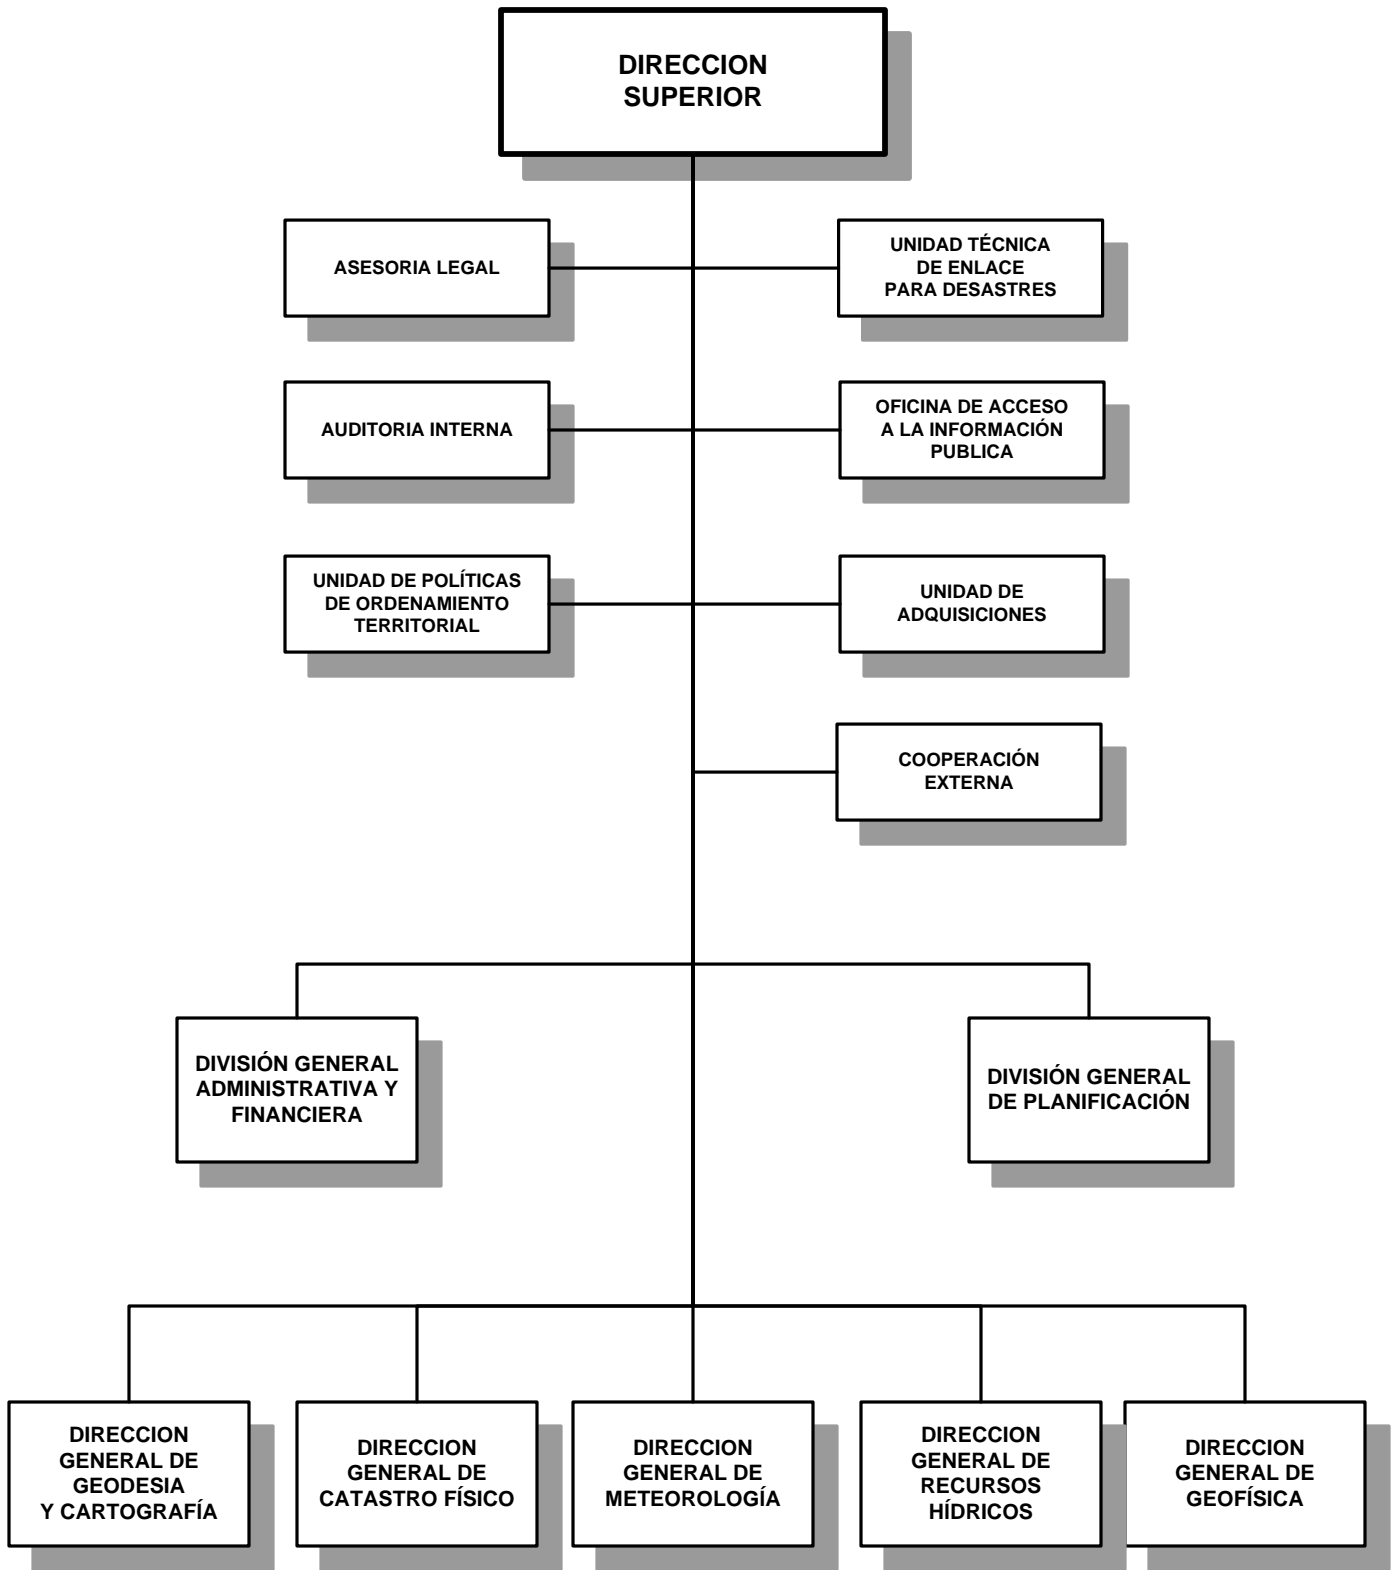 DIRECCION
SUPERIOR
ASESORIA LEGAL
UNIDAD TÉCNICA
DE ENLACE
PARA DESASTRES
AUDITORIA INTERNA
OFICINA DE ACCESO
A LA INFORMACIÓN
PUBLICA
UNIDAD DE POLÍTICAS
DE ORDENAMIENTO
TERRITORIAL
UNIDAD DE
ADQUISICIONES
COOPERACIÓN
EXTERNA
DIVISIÓN GENERAL
ADMINISTRATIVA Y
FINANCIERA
DIVISIÓN GENERAL
DE PLANIFICACIÓN
DIRECCION
GENERAL DE
GEODESIA
Y CARTOGRAFÍA
DIRECCION
GENERAL DE
CATASTRO FÍSICO
DIRECCION
GENERAL DE
METEOROLOGÍA
DIRECCION
GENERAL DE
RECURSOS
HÍDRICOS
DIRECCION
GENERAL DE
GEOFÍSICA